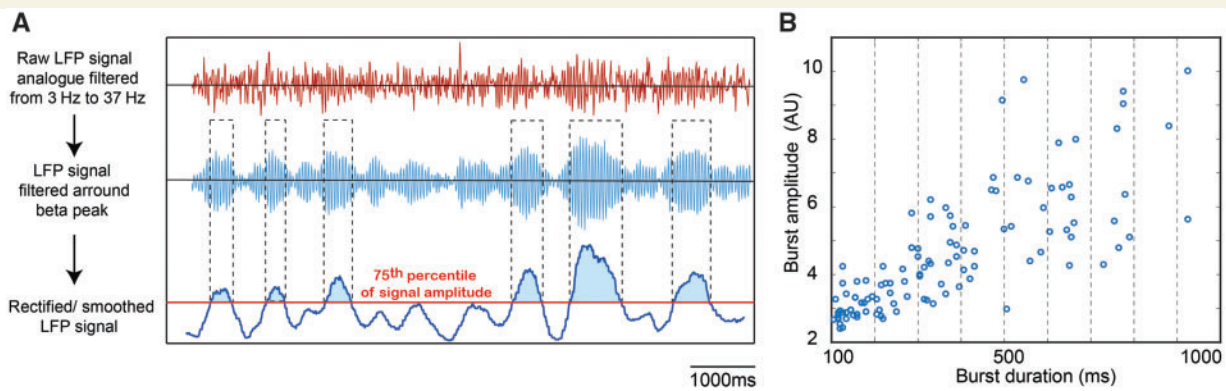 A
Raw LFP signal
analogue filtered
from 3 Hz to 37 Hz
LFP signal
filtered arround
beta peak
Rectified/ smoothed
LFP signal
75th percentile
of signal amplitude
1000ms
B
Burst amplitude (AU)
10
8
6
4
2
100
500
1000
Burst duration (ms)